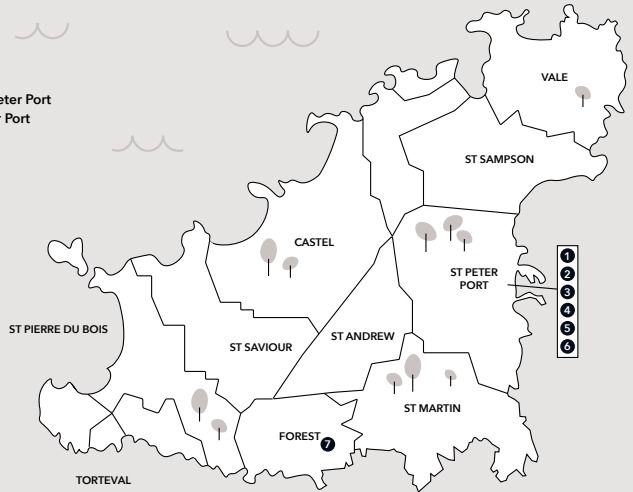 eter Port
r Port
VALE
ST SAMPSON
CASTEL
ST PETER
PORT
1
2
3
4
5
6
ST PIERRE DU BOIS
ST SAVIOUR
ST ANDREW
ST MARTIN
FOREST
7
TORTEVAL